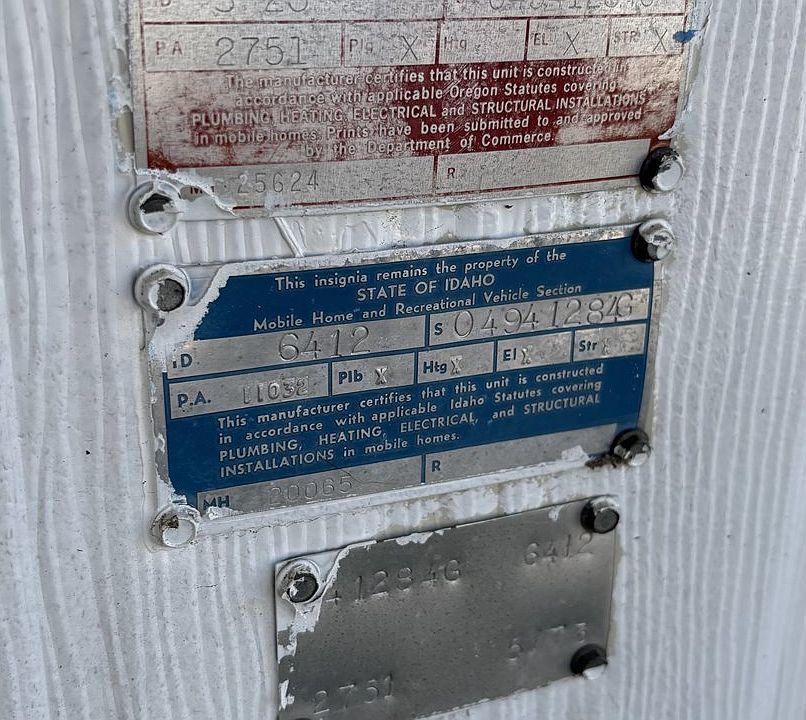 PA 2751 Plg X Htg EL X STR X
The manufacturer certifies that this unit is constructed in
accordance with applicable Oregon Statutes covering
PLUMBING, HEATING, ELECTRICAL and STRUCTURAL INSTALLATIONS
in mobile homes. Prints have been submitted to and approved
by the Department of Commerce.
25624 R
This insignia remains the property of the
STATE OF IDAHO
Mobile Home and Recreational Vehicle Section
ID 6412 S 04941284G
P.A. 11032 Plb X Htg X El X Str X
This manufacturer certifies that this unit is constructed
in accordance with applicable Idaho Statutes covering
PLUMBING, HEATING, ELECTRICAL, and STRUCTURAL
INSTALLATIONS in mobile homes.
MH 20065 R
41284G 6412
5/73
2751